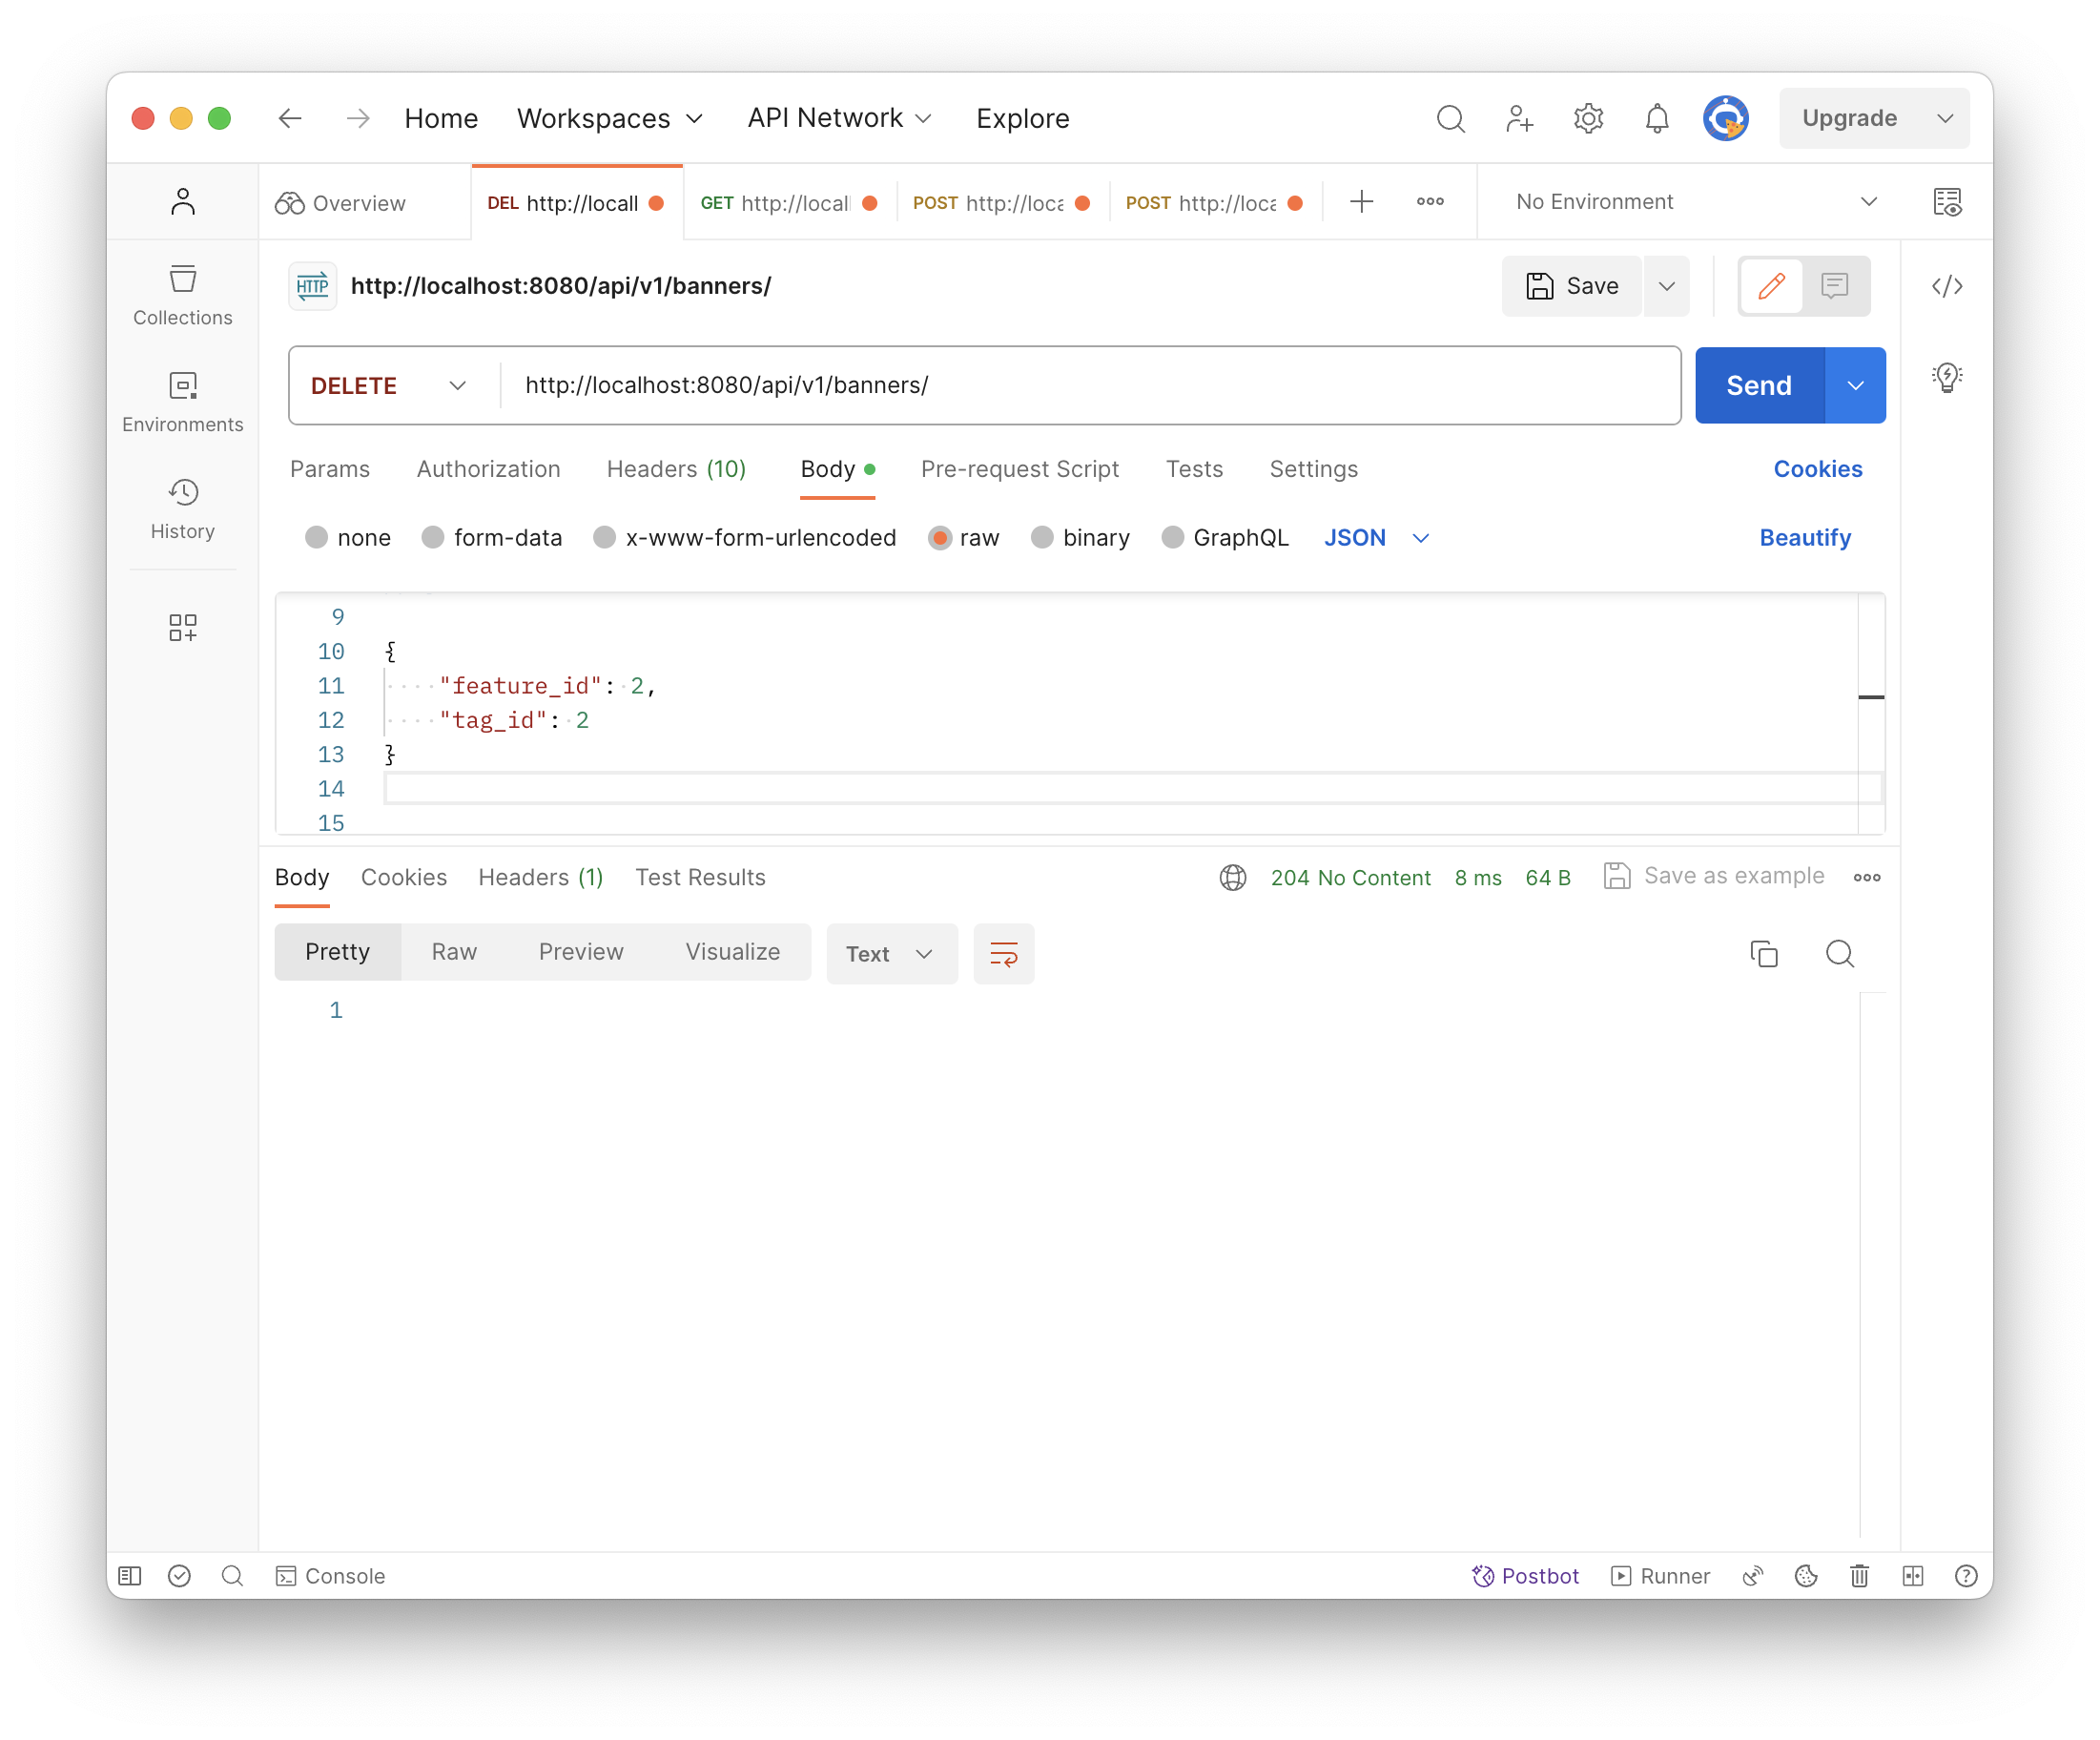 Home Workspaces API Network Explore Upgrade
Overview DEL http://locall GET http://locall POST http://loca POST http://loca No Environment
HTTP http://localhost:8080/api/v1/banners/ Save
Collections
DELETE http://localhost:8080/api/v1/banners/ Send
Environments
Params Authorization Headers (10) Body Pre-request Script Tests Settings Cookies
History
none form-data x-www-form-urlencoded raw binary GraphQL JSON Beautify
9
10 {
11 "feature_id": 2,
12 "tag_id": 2
13 }
14
15
Body Cookies Headers (1) Test Results 204 No Content 8 ms 64 B Save as example
Pretty Raw Preview Visualize Text
1
Console Postbot Runner